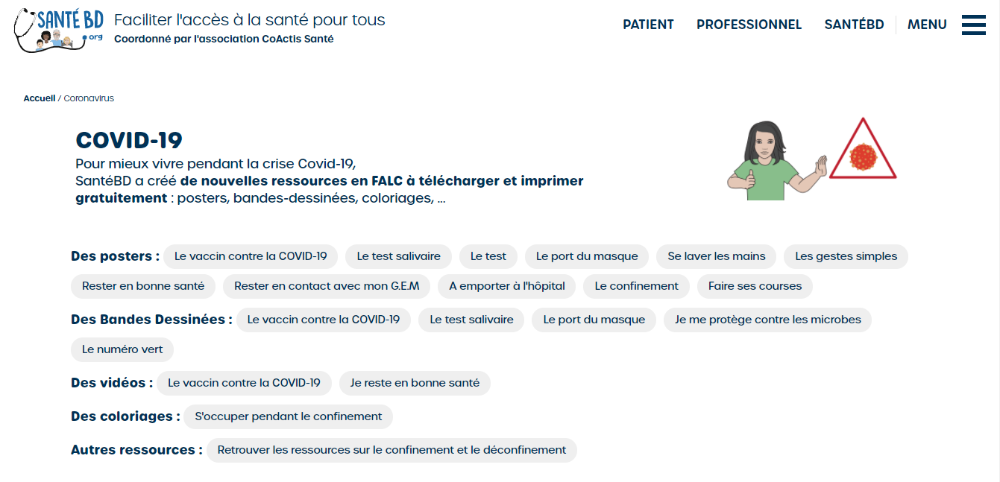 SANTÉ BD
org
Faciliter l'accès à la santé pour tous
Coordonné par l'association CoActis Santé
PATIENT PROFESSIONNEL SANTÉBD MENU
Accueil / Coronavirus
COVID-19
Pour mieux vivre pendant la crise Covid-19,
SantéBD a créé de nouvelles ressources en FALC à télécharger et imprimer
gratuitement : posters, bandes-dessinées, coloriages, ...
Des posters : Le vaccin contre la COVID-19 Le test salivaire Le test Le port du masque Se laver les mains Les gestes simples
Rester en bonne santé Rester en contact avec mon G.E.M A emporter à l'hôpital Le confinement Faire ses courses
Des Bandes Dessinées : Le vaccin contre la COVID-19 Le test salivaire Le port du masque Je me protège contre les microbes
Le numéro vert
Des vidéos : Le vaccin contre la COVID-19 Je reste en bonne santé
Des coloriages : S'occuper pendant le confinement
Autres ressources : Retrouver les ressources sur le confinement et le déconfinement